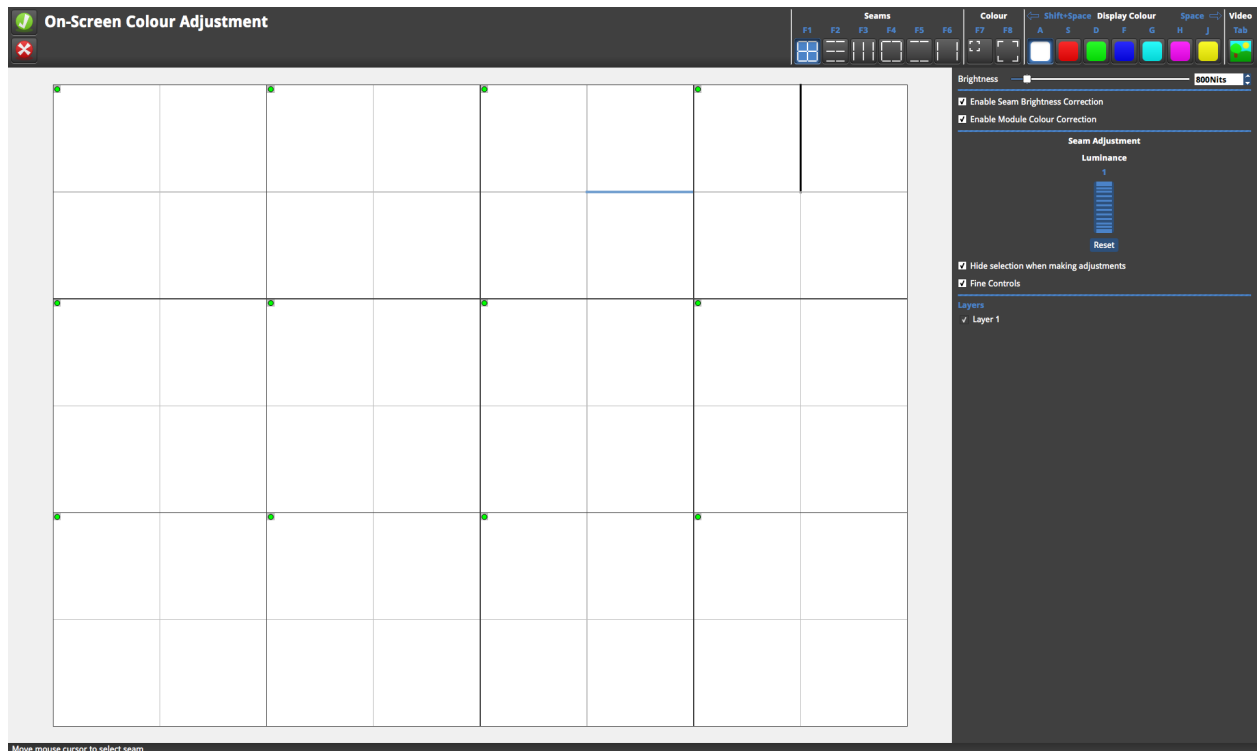 On-Screen Colour Adjustment
Seams
F1 F2 F3 F4 F5 F6
Colour
F7 F8
Shift+Space Display Colour Space
A S D F G H J
Video
Tab
Brightness 800Nits
Enable Seam Brightness Correction
Enable Module Colour Correction
Seam Adjustment
Luminance
1
Reset
Hide selection when making adjustments
Fine Controls
Layers
Layer 1
Move mouse cursor to select seam